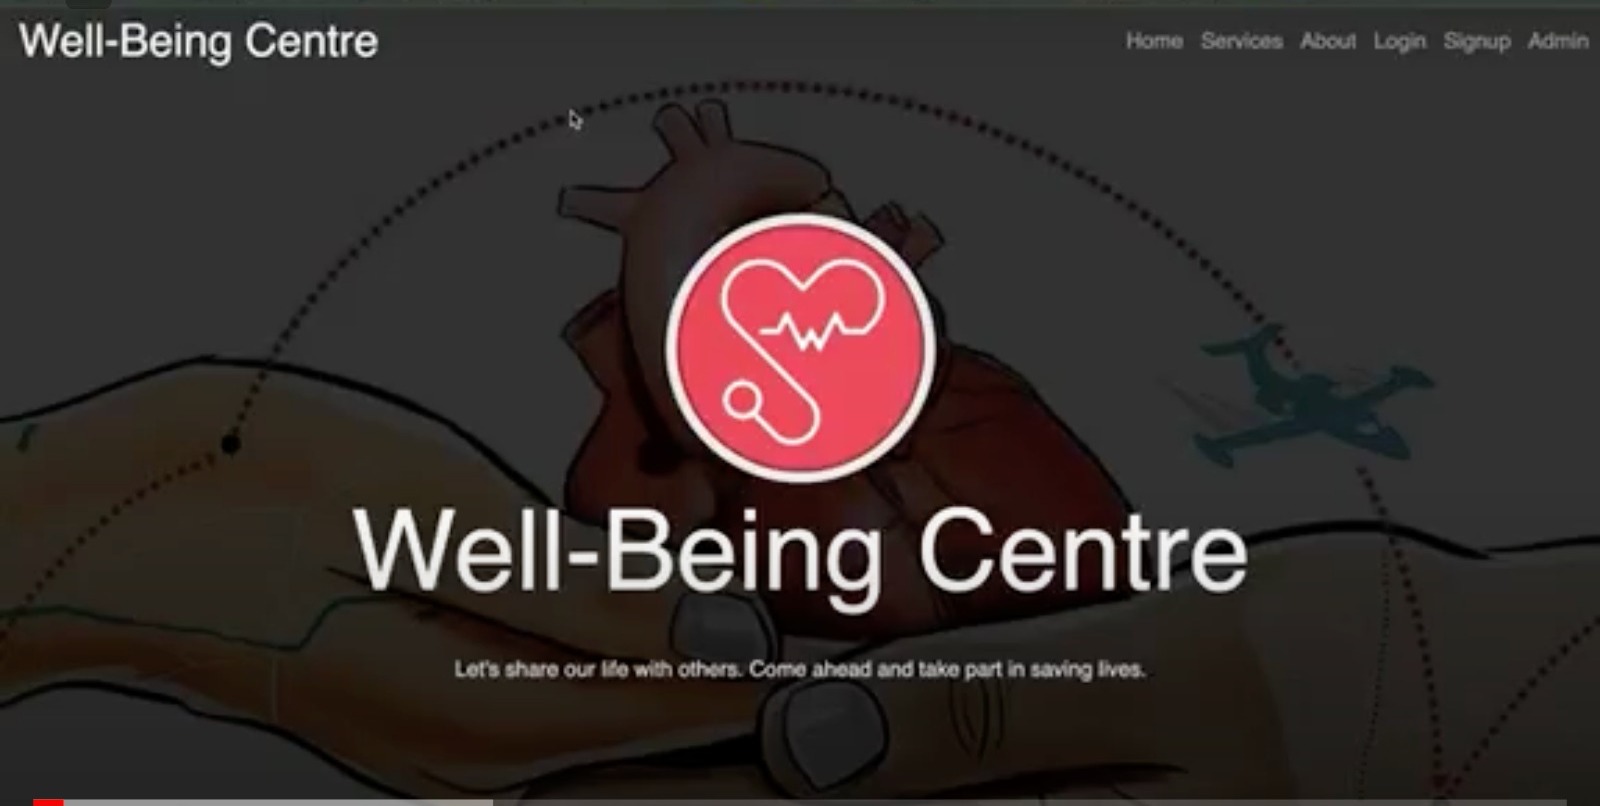 Well-Being Centre
Home Services About Login Signup Admin
Well-Being Centre
Let's share our life with others. Come ahead and take part in saving lives.